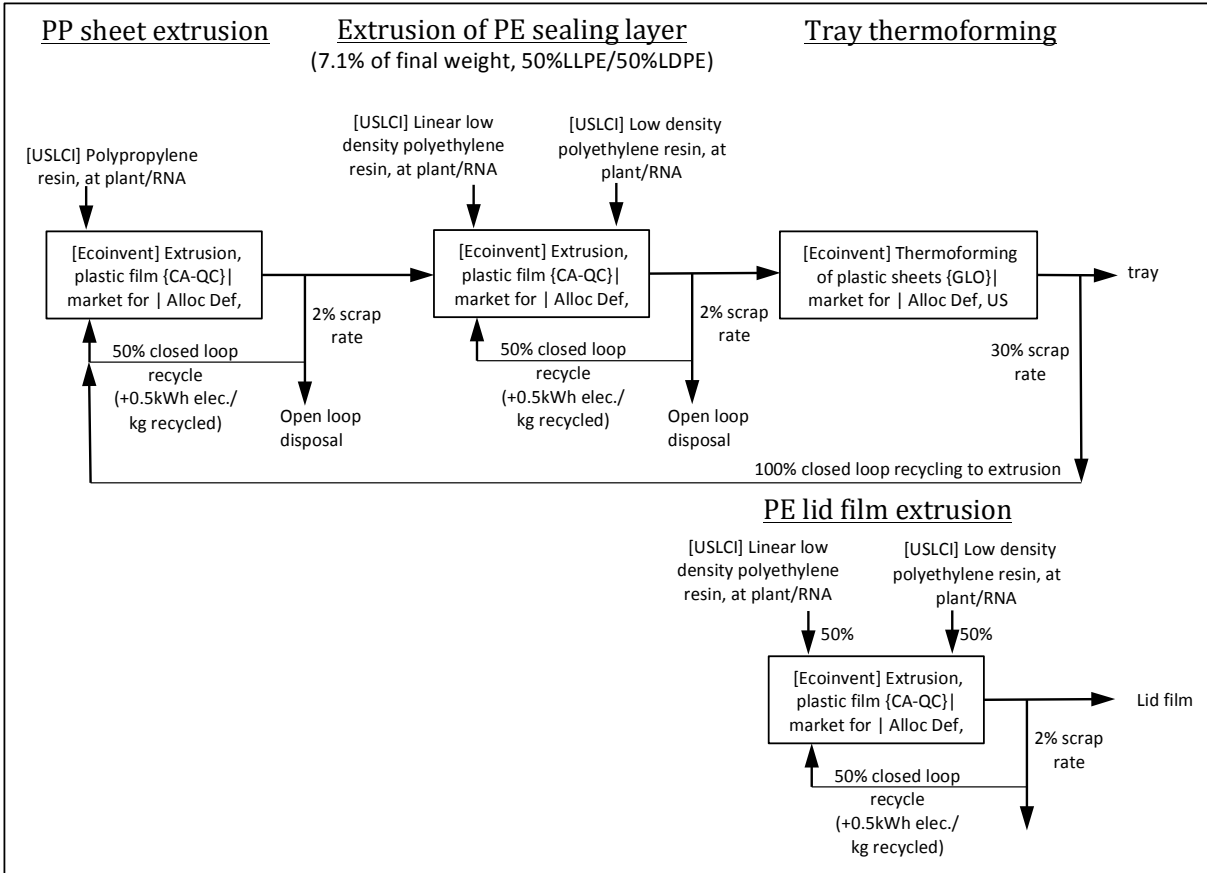 PP sheet extrusion
Extrusion of PE sealing layer
(7.1% of final weight, 50%LLPE/50%LDPE)
Tray thermoforming
[USLCI] Polypropylene
resin, at plant/RNA
[USLCI] Linear low
density polyethylene
resin, at plant/RNA
[USLCI] Low density
polyethylene resin, at
plant/RNA
[Ecoinvent] Extrusion,
plastic film {CA-QC}|
market for | Alloc Def,
2% scrap
rate
50% closed loop
recycle
(+0.5kWh elec./
kg recycled)
Open loop
disposal
[Ecoinvent] Extrusion,
plastic film {CA-QC}|
market for | Alloc Def,
2% scrap
rate
50% closed loop
recycle
(+0.5kWh elec./
kg recycled)
Open loop
disposal
[Ecoinvent] Thermoforming
of plastic sheets {GLO}|
market for | Alloc Def, US
tray
30% scrap
rate
100% closed loop recycling to extrusion
PE lid film extrusion
[USLCI] Linear low
density polyethylene
resin, at plant/RNA
[USLCI] Low density
polyethylene resin, at
plant/RNA
50%
50%
[Ecoinvent] Extrusion,
plastic film {CA-QC}|
market for | Alloc Def,
Lid film
2% scrap
rate
50% closed loop
recycle
(+0.5kWh elec./
kg recycled)